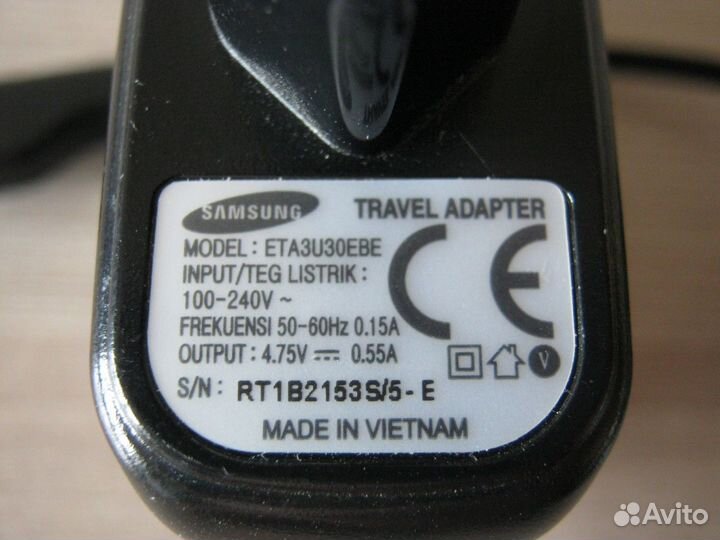 SAMSUNG TRAVEL ADAPTER
MODEL : ETA3U30EBE
INPUT/TEG LISTRIK :
100-240V ~
FREKUENSI 50-60Hz 0.15A
OUTPUT : 4.75V ⎓ 0.55A
CE
V
S/N : RT1B2153S/5-E
MADE IN VIETNAM
Avito